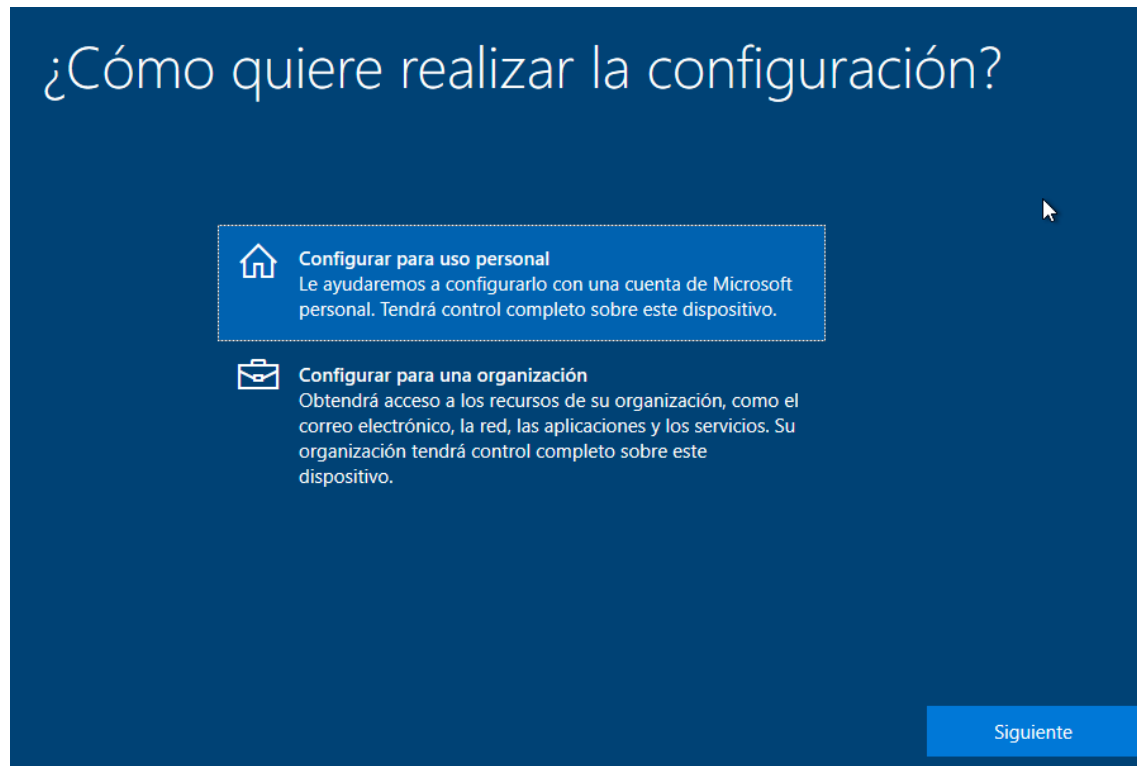 ¿Cómo quiere realizar la configuración?
Configurar para uso personal
Le ayudaremos a configurarlo con una cuenta de Microsoft
personal. Tendrá control completo sobre este dispositivo.
Configurar para una organización
Obtendrá acceso a los recursos de su organización, como el
correo electrónico, la red, las aplicaciones y los servicios. Su
organización tendrá control completo sobre este
dispositivo.
Siguiente